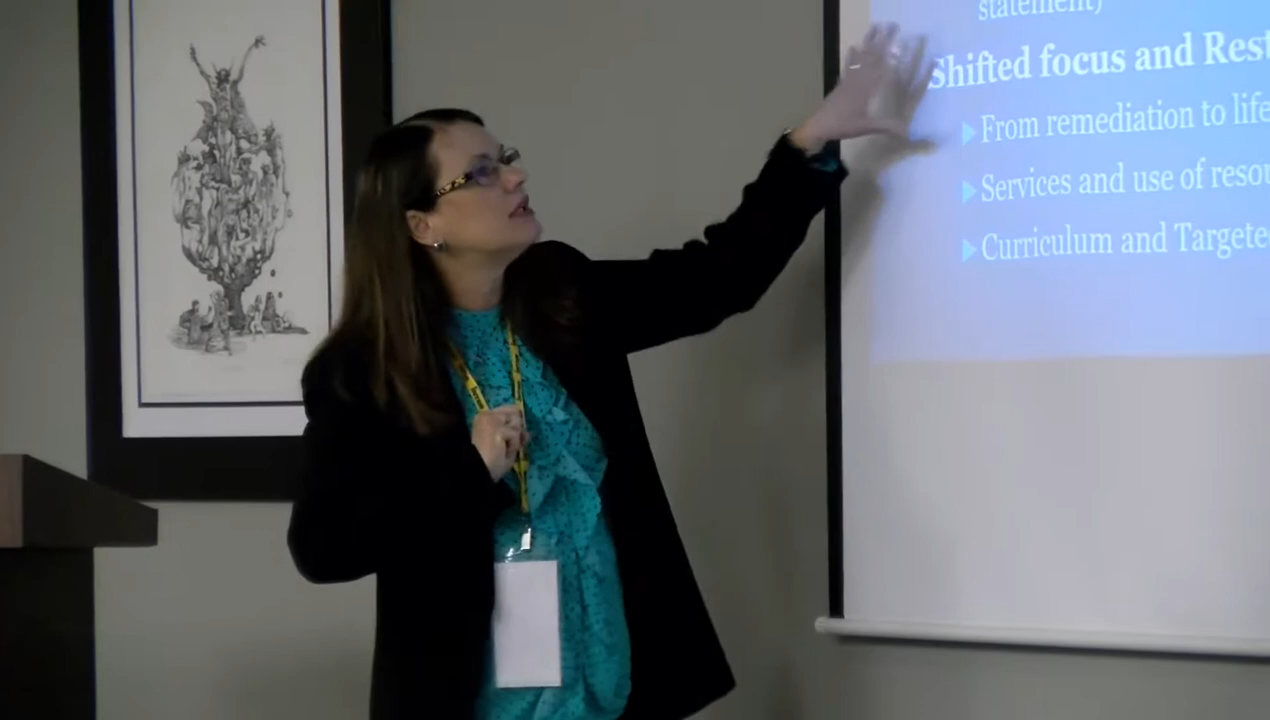 statement)
Shifted focus and Rest
From remediation to life
Services and use of resou
Curriculum and Targete